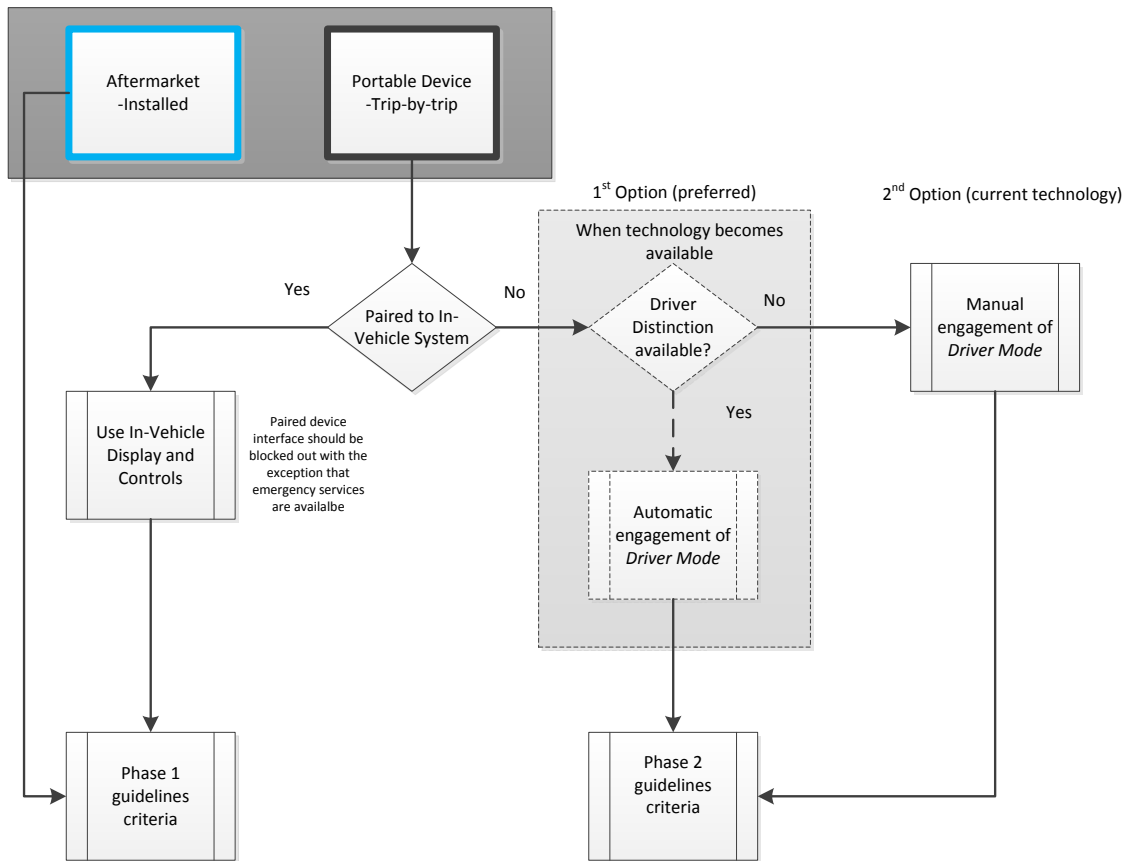 Aftermarket
-Installed
Portable Device
-Trip-by-trip
1st Option (preferred)
2nd Option (current technology)
When technology becomes
available
Yes
Paired to In-
Vehicle System
No
Driver
Distinction
available?
No
Manual
engagement of
Driver Mode
Yes
Use In-Vehicle
Display and
Controls
Paired device
interface should be
blocked out with the
exception that
emergency services
are availalbe
Automatic
engagement of
Driver Mode
Phase 1
guidelines
criteria
Phase 2
guidelines
criteria